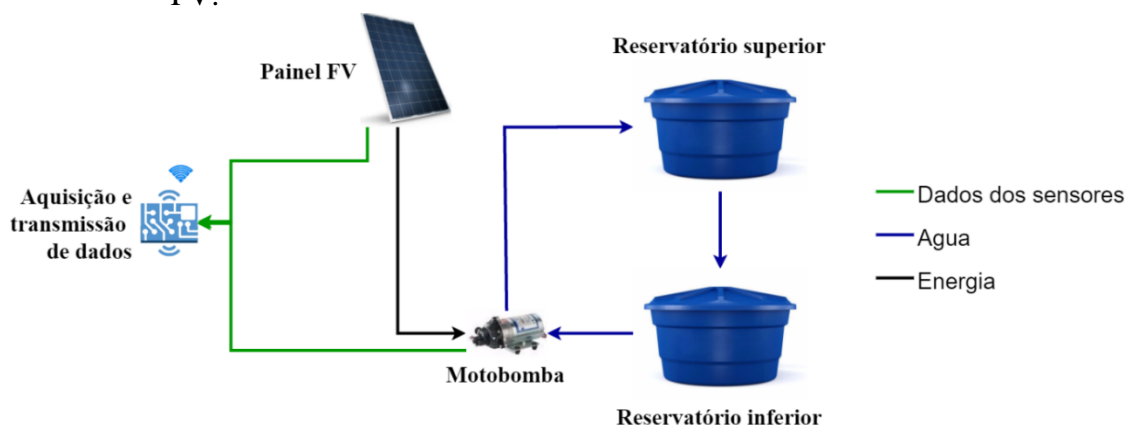 Reservatório superior
Painel FV
Aquisição e
transmissão
de dados
Dados dos sensores
Agua
Energia
Motobomba
Reservatório inferior